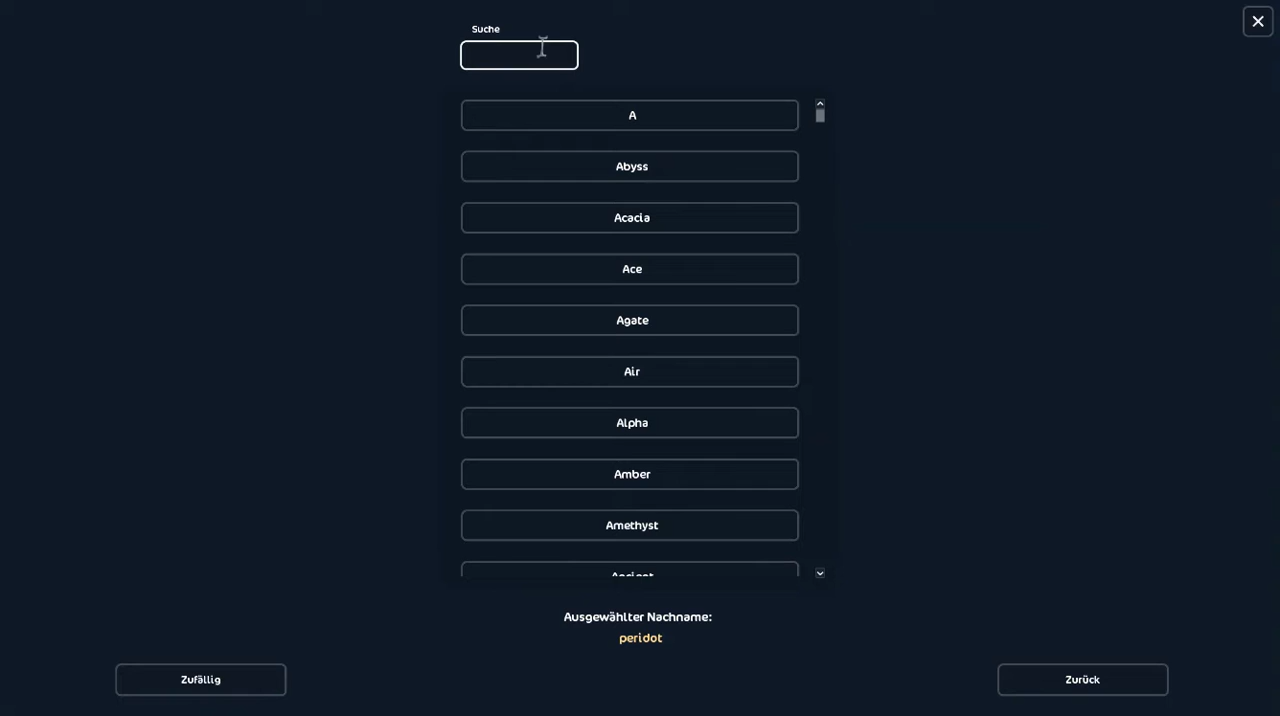 Suche
A
Abyss
Acacia
Ace
Agate
Air
Alpha
Amber
Amethyst
Ausgewählter Nachname:
peridot
Zufällig
Zurück